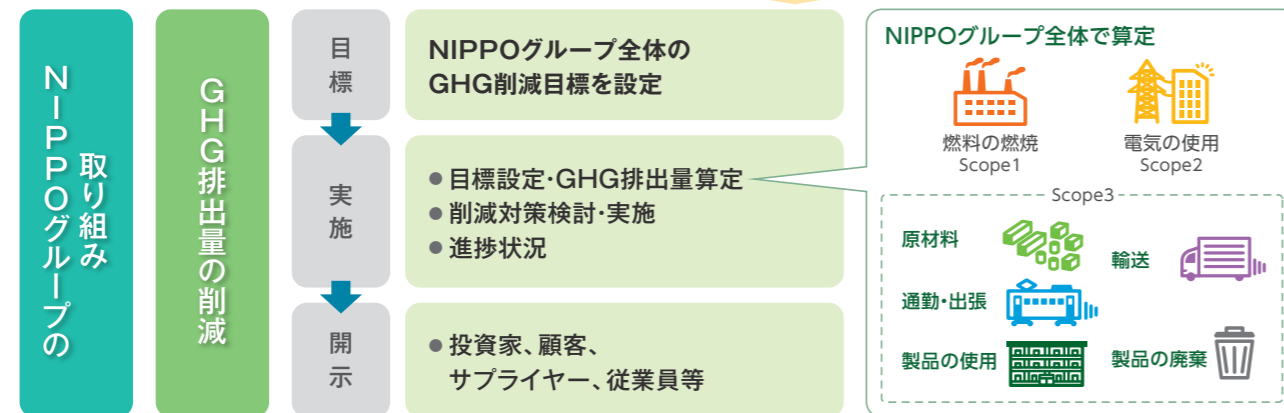 NIPPOグループの
取り組み
GHG排出量の削減
目標
NIPPOグループ全体の
GHG削減目標を設定
実施
●目標設定･GHG排出量算定
●削減対策検討･実施
●進捗状況
開示
●投資家、顧客、
サプライヤー、従業員等
NIPPOグループ全体で算定
燃料の燃焼
Scope1
電気の使用
Scope2
Scope3
原材料
輸送
通勤･出張
製品の使用
製品の廃棄